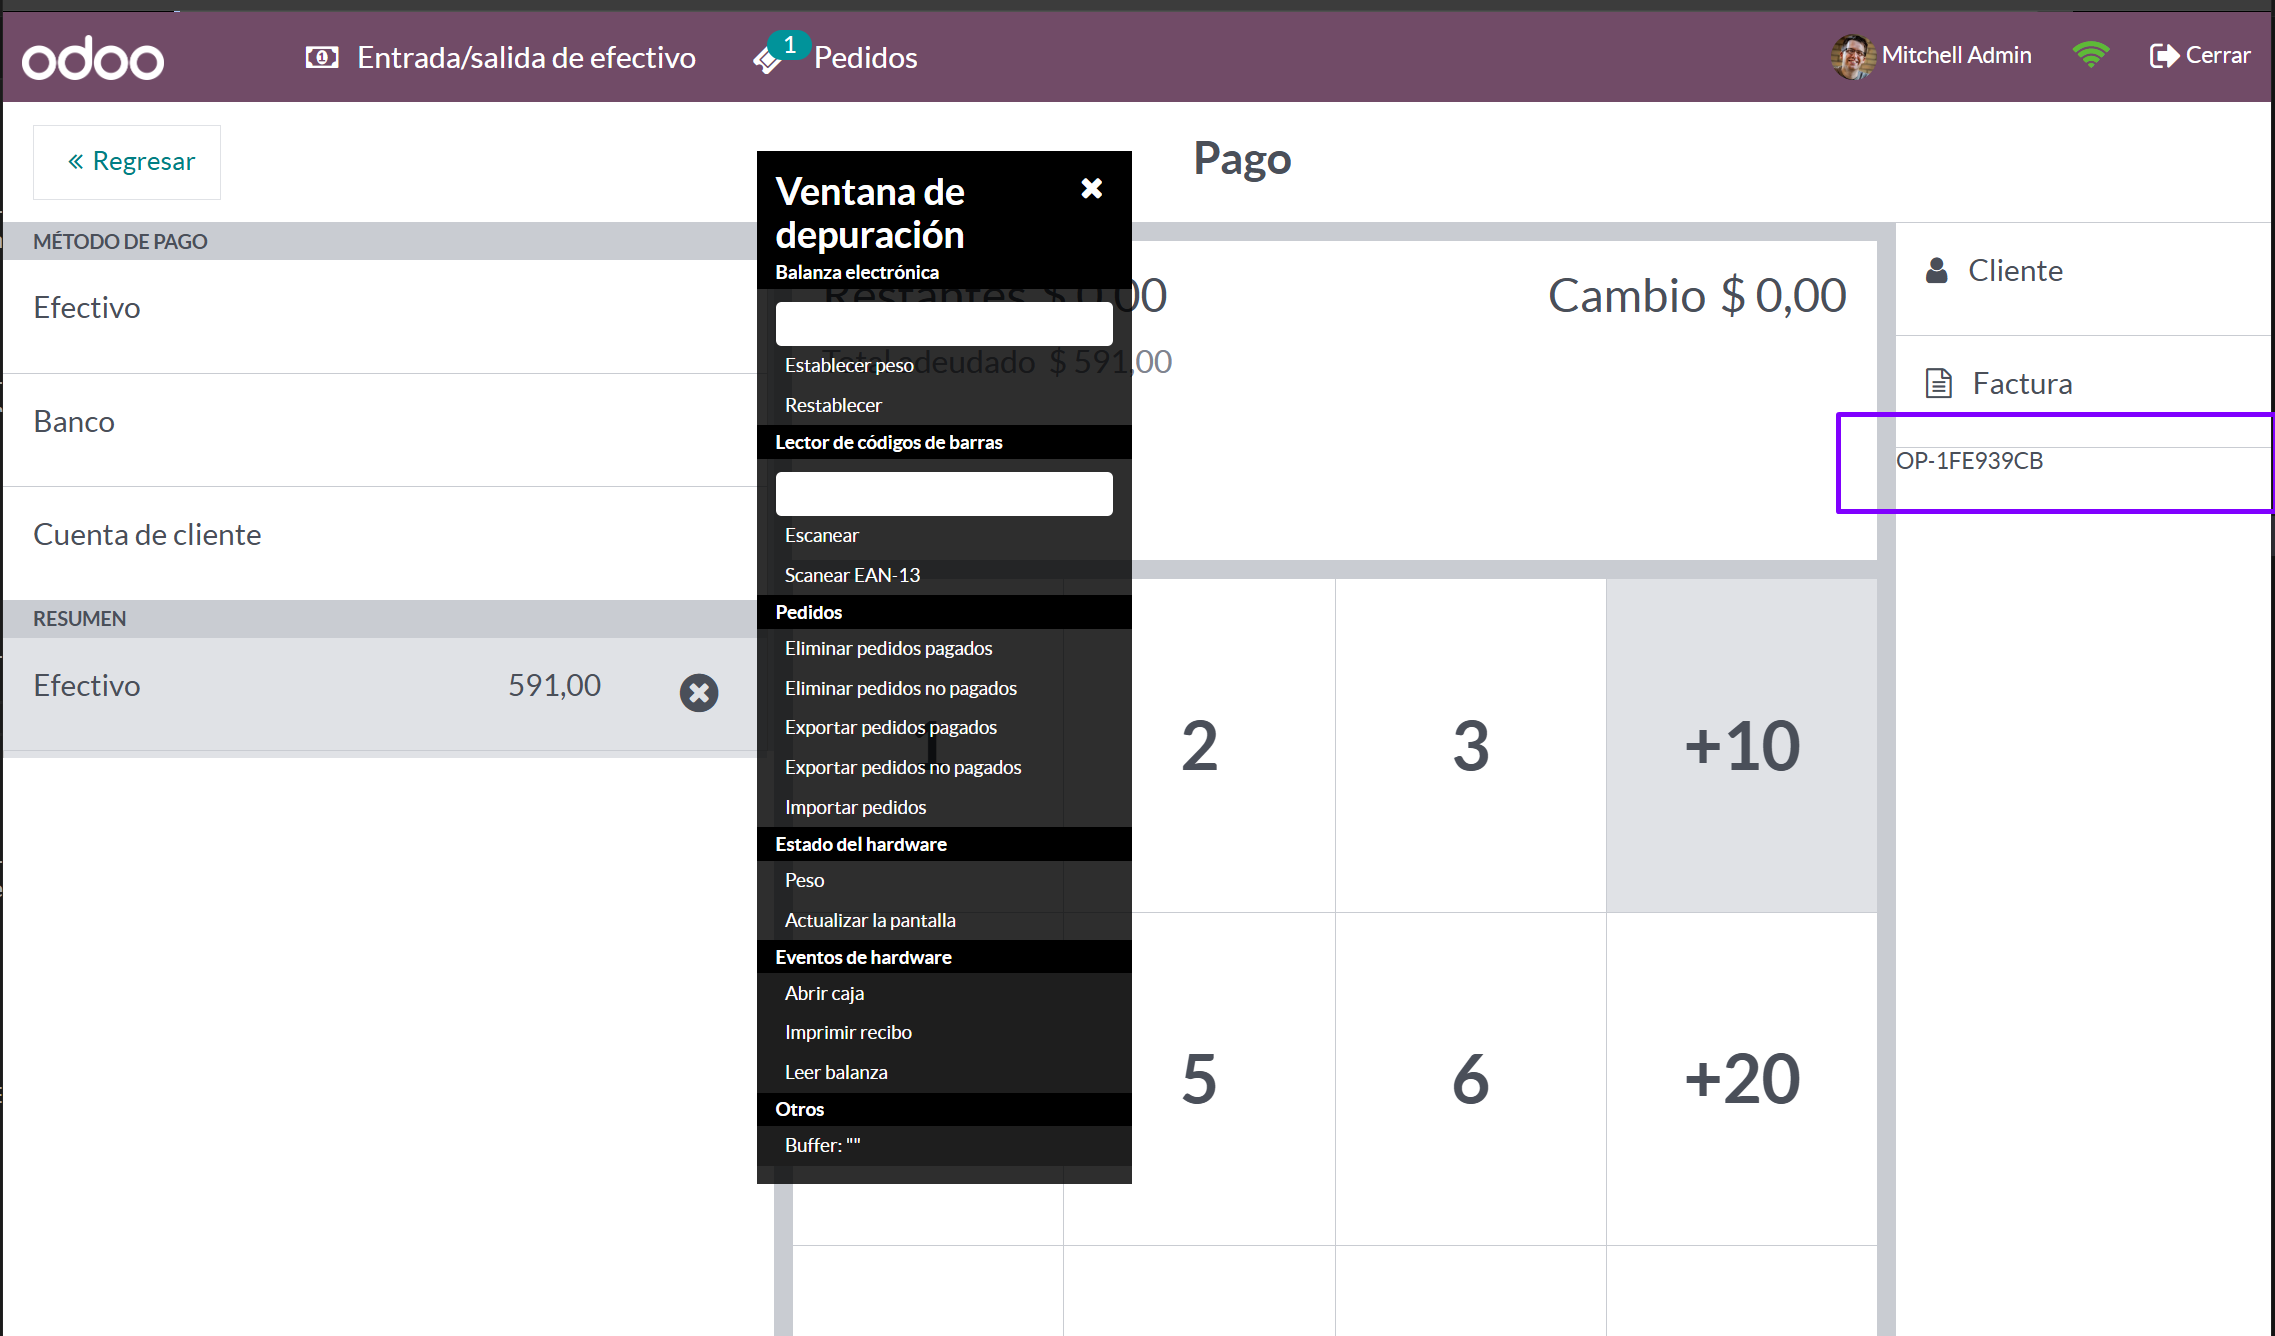 odoo
Entrada/salida de efectivo
1
Pedidos
Mitchell Admin
Cerrar
« Regresar
Pago
MÉTODO DE PAGO
Efectivo
Banco
Cuenta de cliente
RESUMEN
Efectivo 591,00
Ventana de
depuración
Balanza electrónica
Establecer peso
Restablecer
Lector de códigos de barras
Escanear
Scanear EAN-13
Pedidos
Eliminar pedidos pagados
Eliminar pedidos no pagados
Exportar pedidos pagados
Exportar pedidos no pagados
Importar pedidos
Estado del hardware
Peso
Actualizar la pantalla
Eventos de hardware
Abrir caja
Imprimir recibo
Leer balanza
Otros
Buffer: ""
Restantes $ 0,00
Total adeudado $ 591,00
Cambio $ 0,00
1 2 3 +10
5 6 +20
Cliente
Factura
OP-1FE939CB